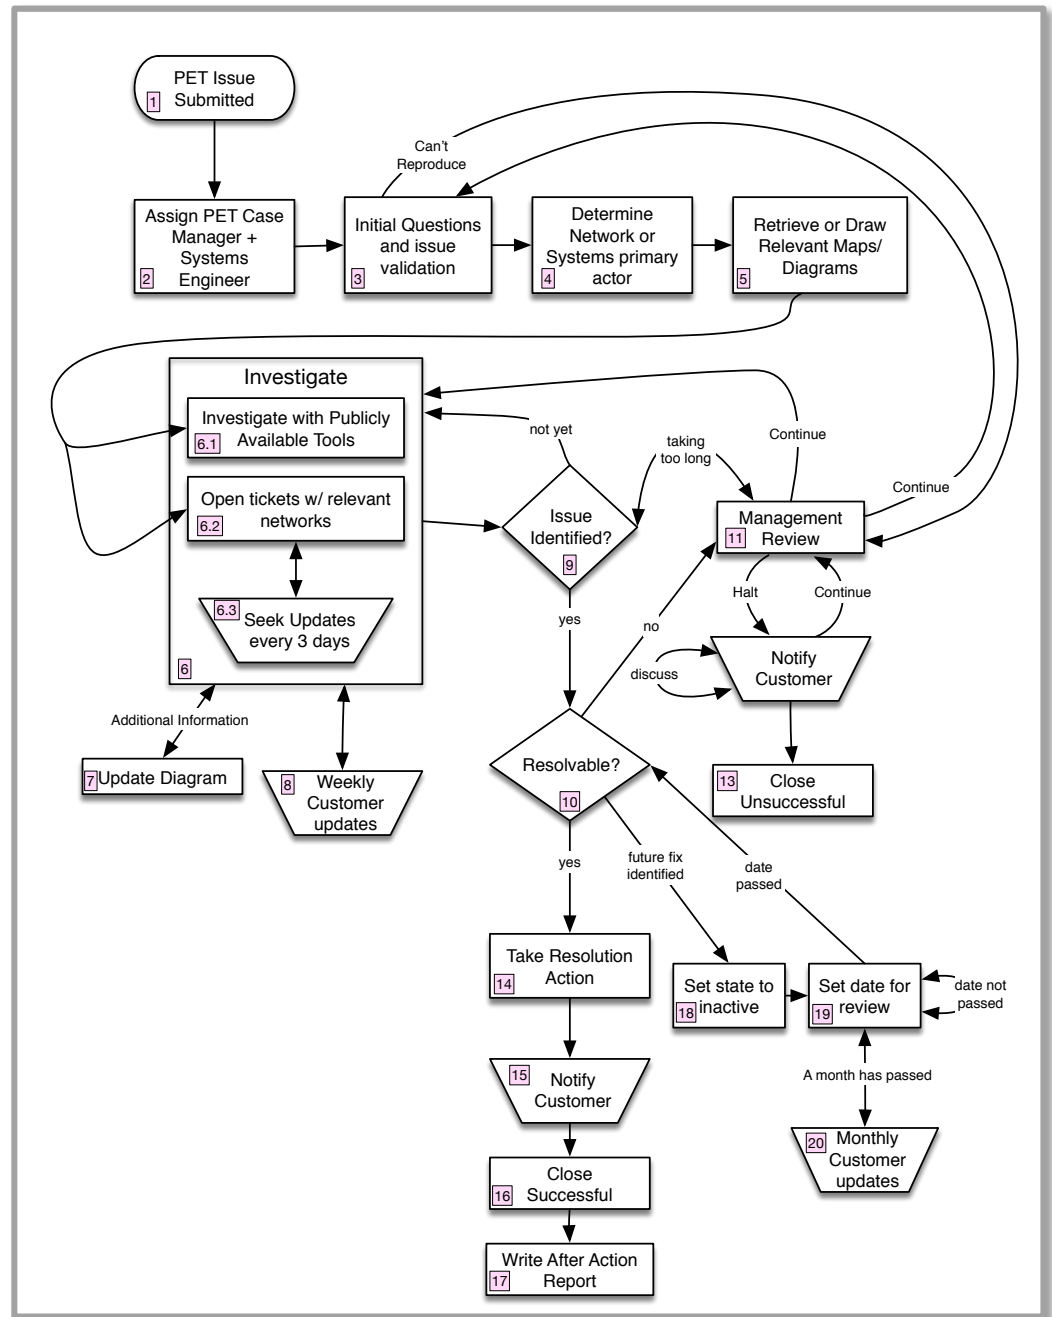 PET Issue
Submitted
1
Can't
Reproduce
Assign PET Case
Manager +
Systems
Engineer
2
Initial Questions
and issue
validation
3
Determine
Network or
Systems primary
actor
4
Retrieve or Draw
Relevant Maps/
Diagrams
5
Investigate
Investigate with Publicly
Available Tools
6.1
Open tickets w/ relevant
networks
6.2
6.3
Seek Updates
every 3 days
6
not yet
taking
too long
Continue
Continue
Issue
Identified?
9
Management
Review
11
Halt
Continue
yes
no
discuss
Notify
Customer
Additional Information
7
Update Diagram
8
Weekly
Customer
updates
Resolvable?
10
13
Close
Unsuccessful
yes
future fix
identified
date
passed
Take Resolution
Action
14
Set state to
inactive
18
Set date for
review
19
date not
passed
15
Notify
Customer
A month has passed
20
Monthly
Customer
updates
Close
Successful
16
Write After Action
Report
17